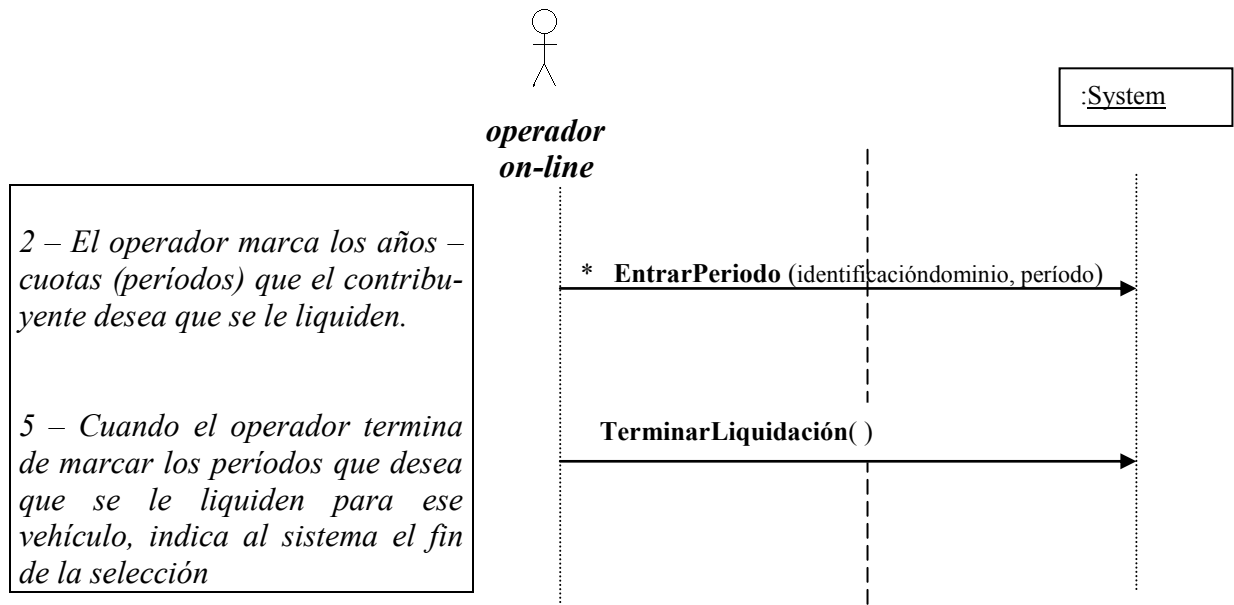 :System
operador
on-line
2 – El operador marca los años –
cuotas (períodos) que el contribu-
yente desea que se le liquiden.
* EntrarPeriodo (identificacióndominio, período)
5 – Cuando el operador termina
de marcar los períodos que desea
que se le liquiden para ese
vehículo, indica al sistema el fin
de la selección
TerminarLiquidación( )